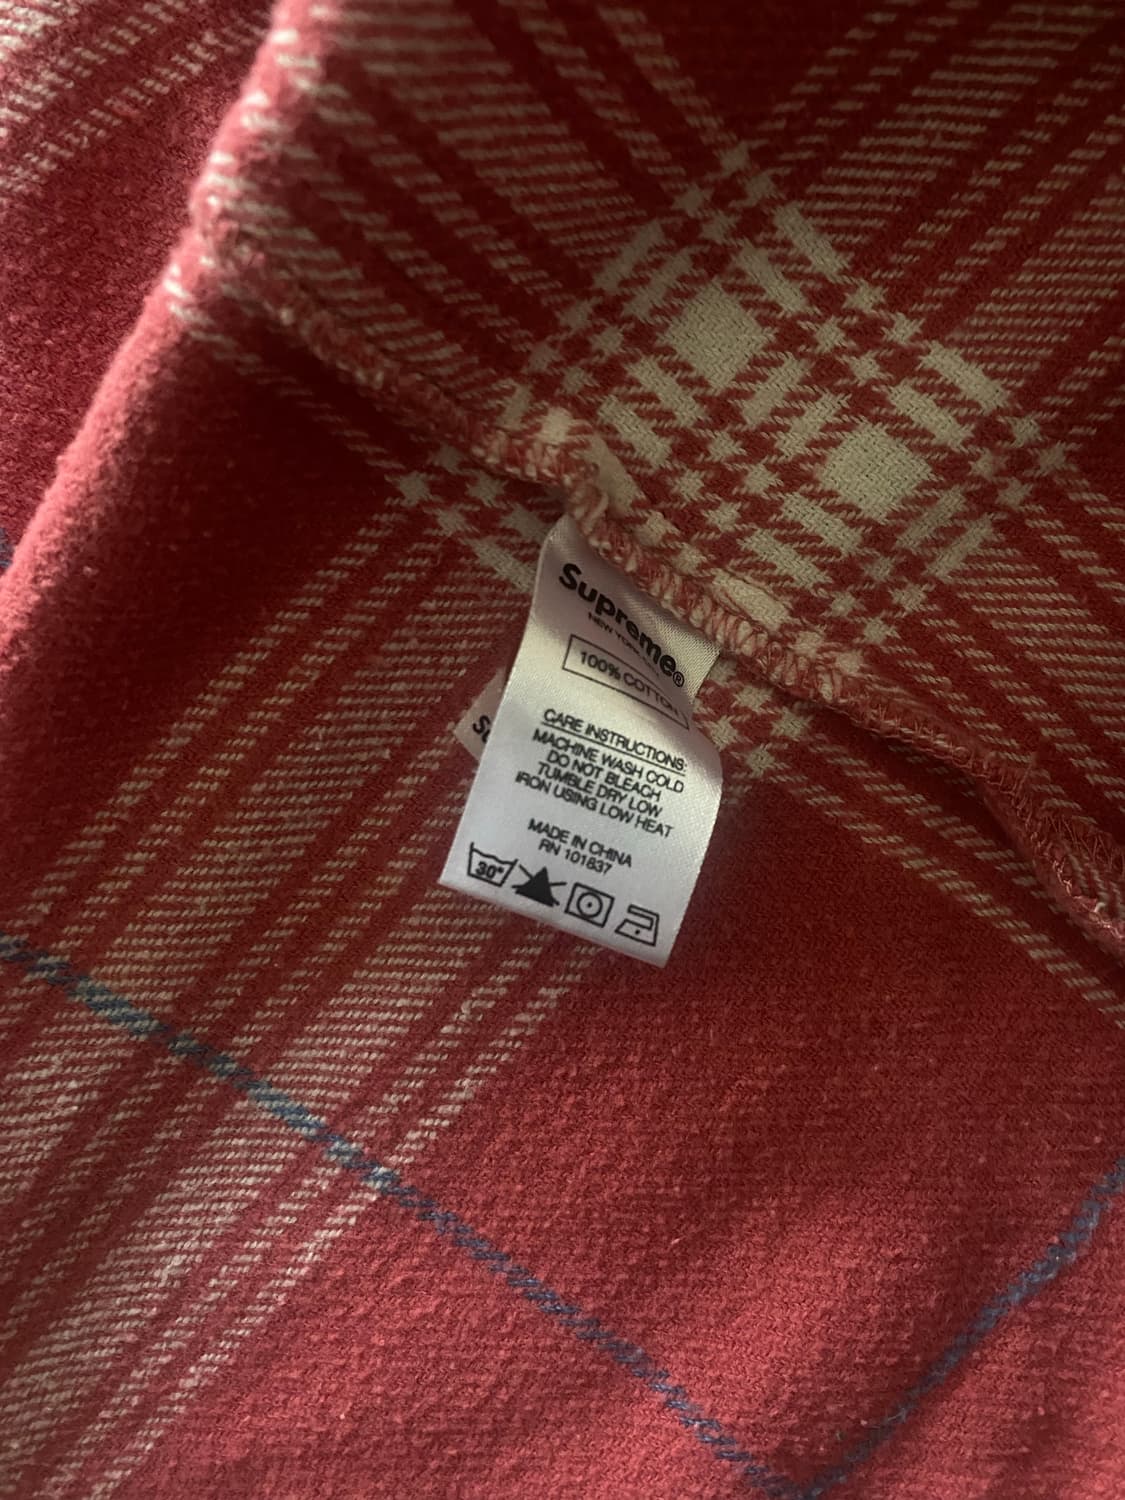 Supreme®
NEW YORK
100% COTTON
CARE INSTRUCTIONS:
MACHINE WASH COLD
DO NOT BLEACH,
TUMBLE DRY LOW,
IRON USING LOW HEAT
MADE IN CHINA
RN 101837
30°
Su